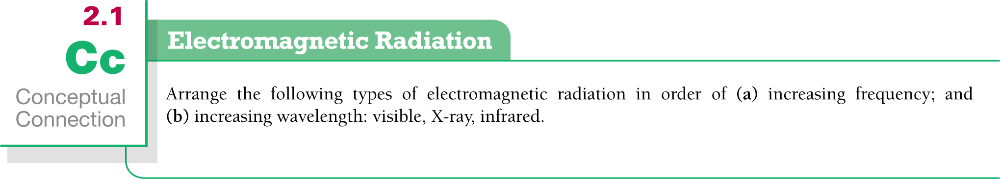 2.1
Cc
Conceptual
Connection
Electromagnetic Radiation
Arrange the following types of electromagnetic radiation in order of (a) increasing frequency; and
(b) increasing wavelength: visible, X-ray, infrared.